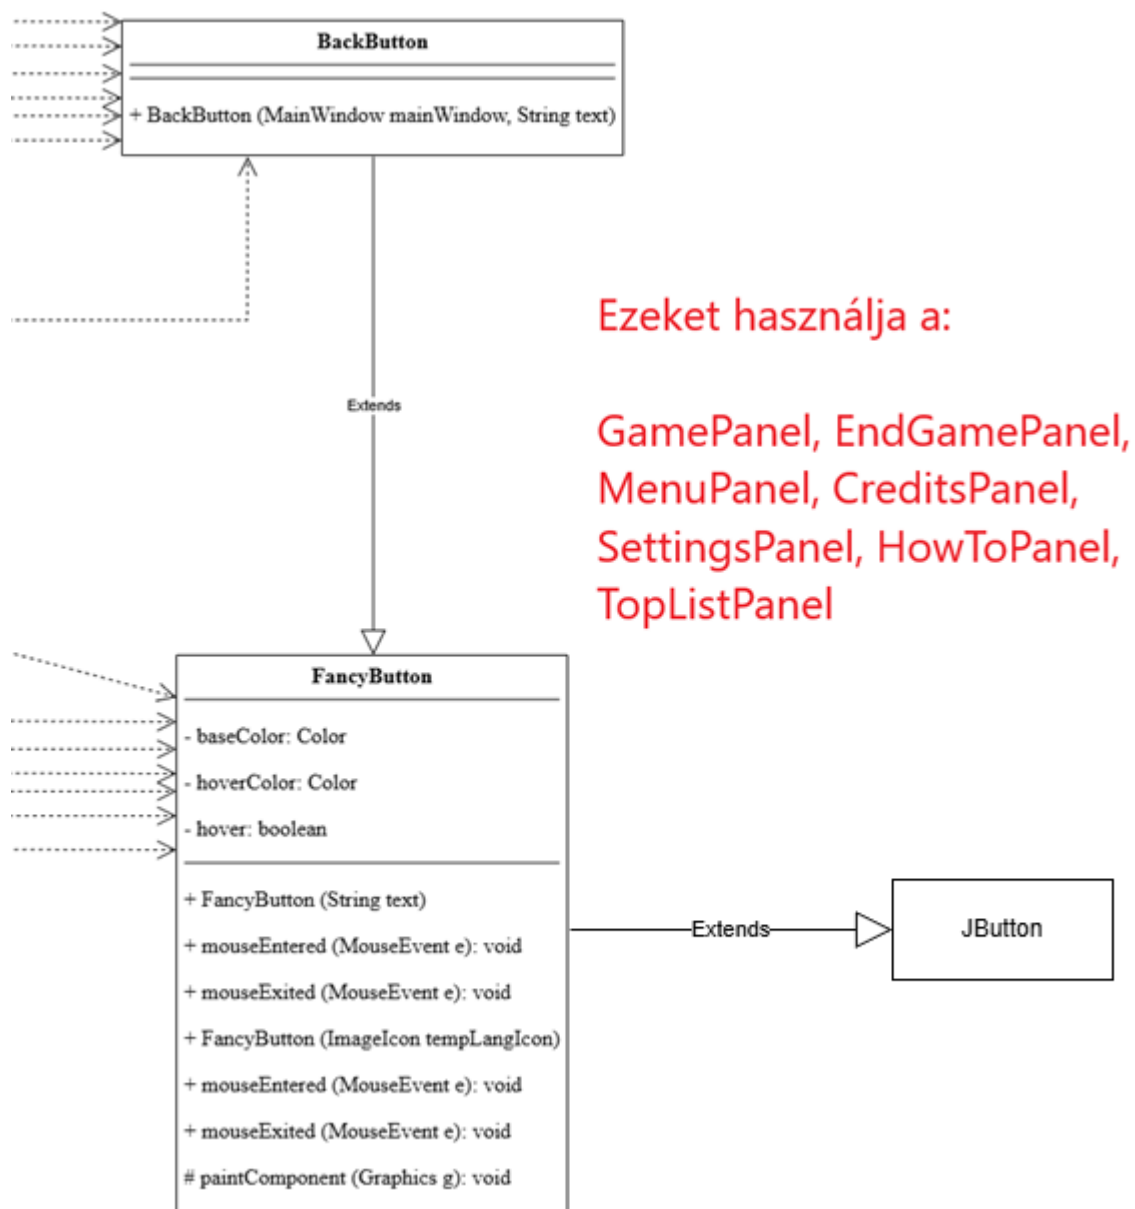 BackButton
+ BackButton (MainWindow mainWindow, String text)
Ezeket használja a:
Extends
GamePanel, EndGamePanel,
MenuPanel, CreditsPanel,
SettingsPanel, HowToPanel,
TopListPanel
FancyButton
- baseColor: Color
- hoverColor: Color
- hover: boolean
+ FancyButton (String text)
+ mouseEntered (MouseEvent e): void
+ mouseExited (MouseEvent e): void
+ FancyButton (ImageIcon tempLangIcon)
+ mouseEntered (MouseEvent e): void
+ mouseExited (MouseEvent e): void
# paintComponent (Graphics g): void
Extends
JButton